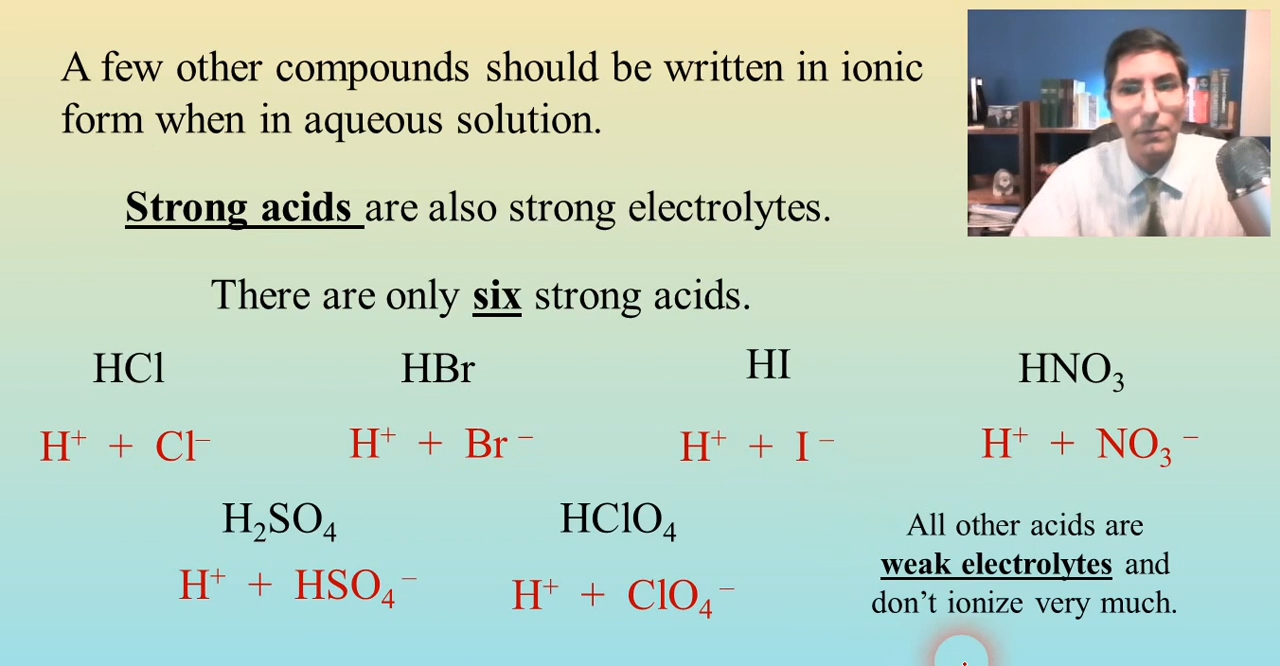 A few other compounds should be written in ionic
form when in aqueous solution.
Strong acids are also strong electrolytes.
There are only six strong acids.
HCl HBr HI HNO₃
H⁺ + Cl⁻ H⁺ + Br⁻ H⁺ + I⁻ H⁺ + NO₃⁻
H₂SO₄ HClO₄
H⁺ + HSO₄⁻ H⁺ + ClO₄⁻
All other acids are
weak electrolytes and
don't ionize very much.